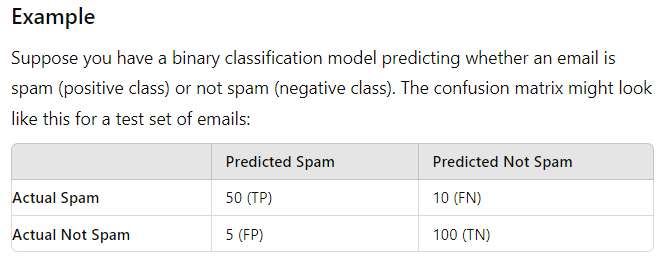 Example
Suppose you have a binary classification model predicting whether an email is
spam (positive class) or not spam (negative class). The confusion matrix might look
like this for a test set of emails:
Predicted Spam Predicted Not Spam
Actual Spam 50 (TP) 10 (FN)
Actual Not Spam 5 (FP) 100 (TN)